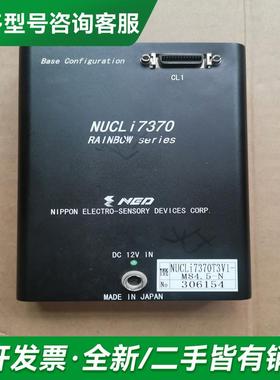 型号咨询客服
Base Configuration
CL1
NUCLi7370
RAINBOW series
NED
NIPPON ELECTRO-SENSORY DEVICES CORP.
DC 12V IN
NUCLi7370T3V1-
M84.5-N
No
306154
MADE IN JAPAN
开发票·全新/二手皆有销